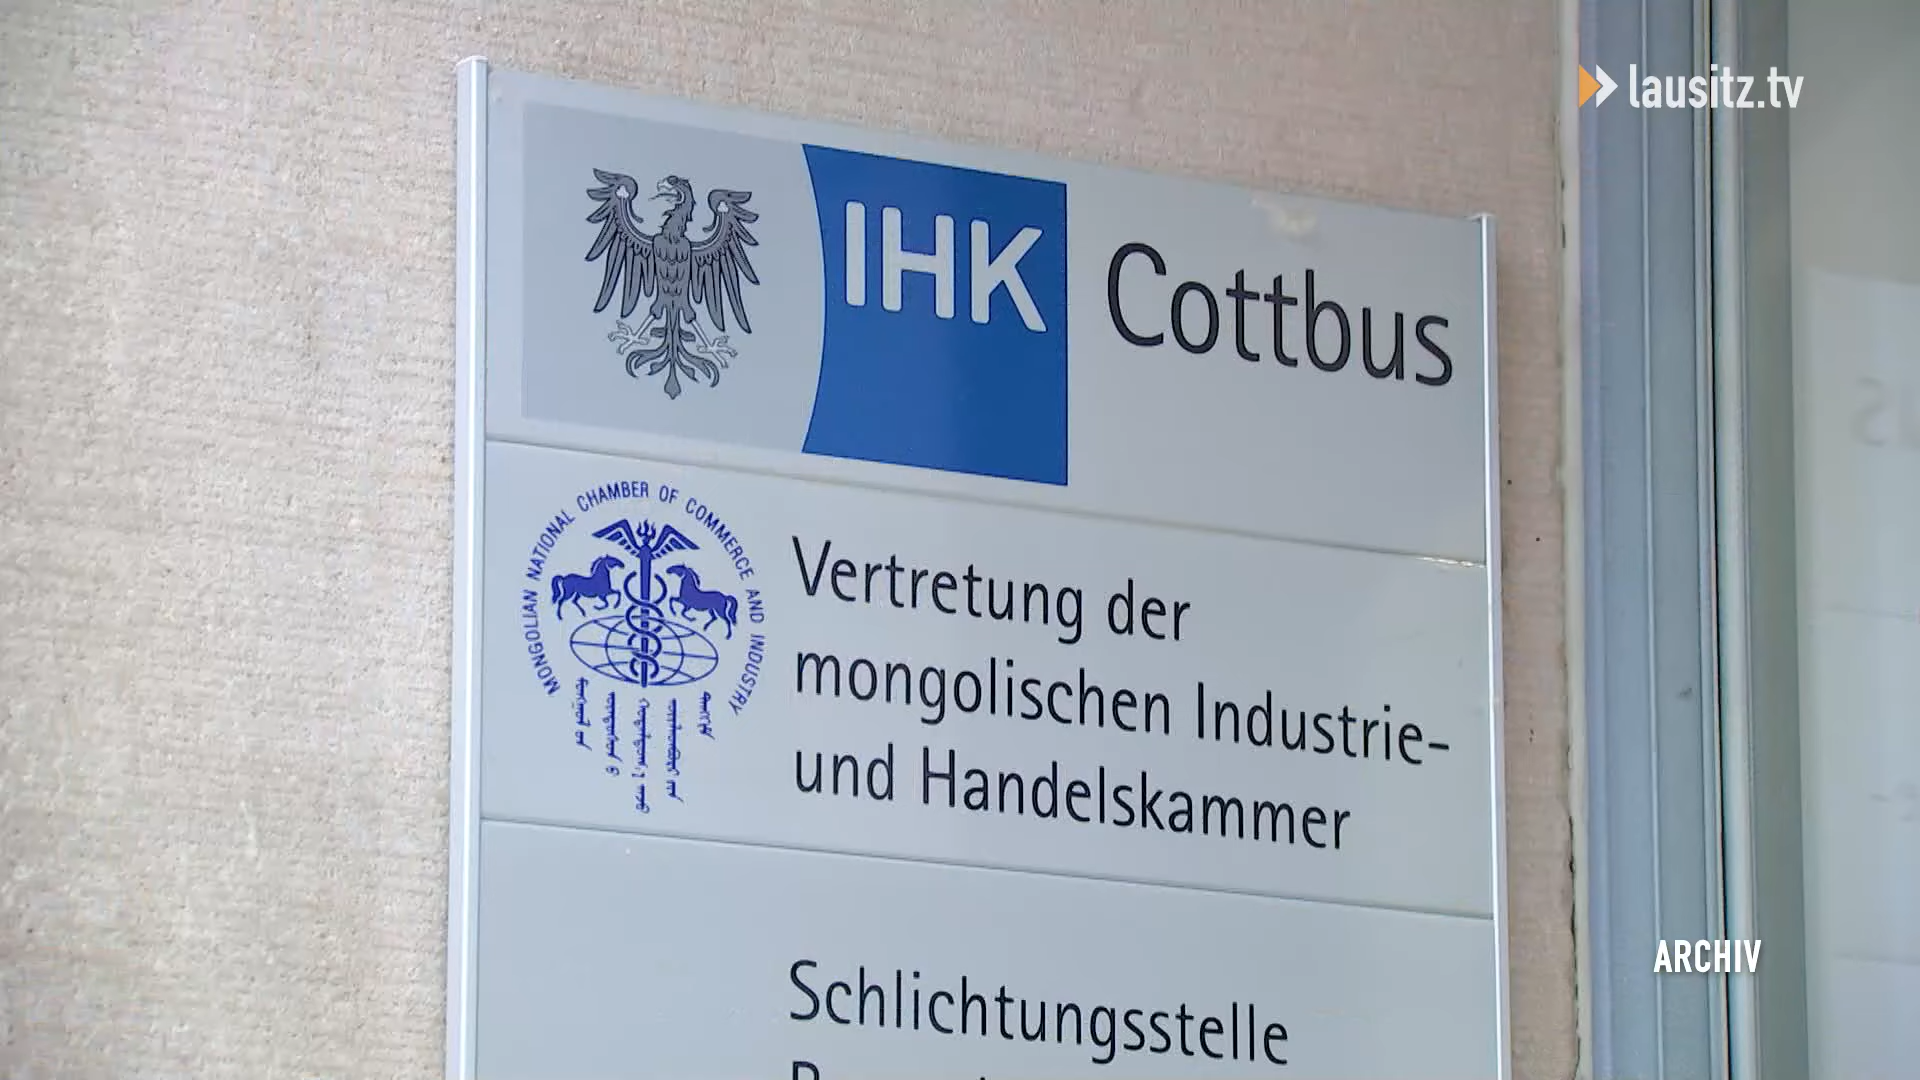 lausitz.tv
IHK Cottbus
MONGOLIAN NATIONAL CHAMBER OF COMMERCE AND INDUSTRY
Vertretung der
mongolischen Industrie-
und Handelskammer
Schlichtungsstelle
ARCHIV